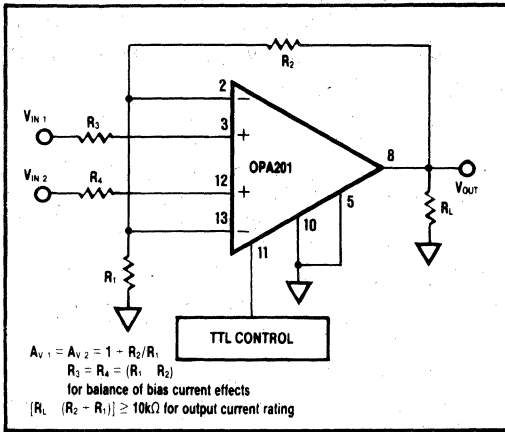 R2
2
−
VIN 1
R3
3
+
OPA201
8
VIN 2
R4
12
+
5
VOUT
13
−
10
RL
R1
11
TTL CONTROL
AV 1 = AV 2 = 1 + R2/R1
R3 = R4 = (R1 R2)
for balance of bias current effects
[RL (R2 + R1)] ≥ 10kΩ for output current rating